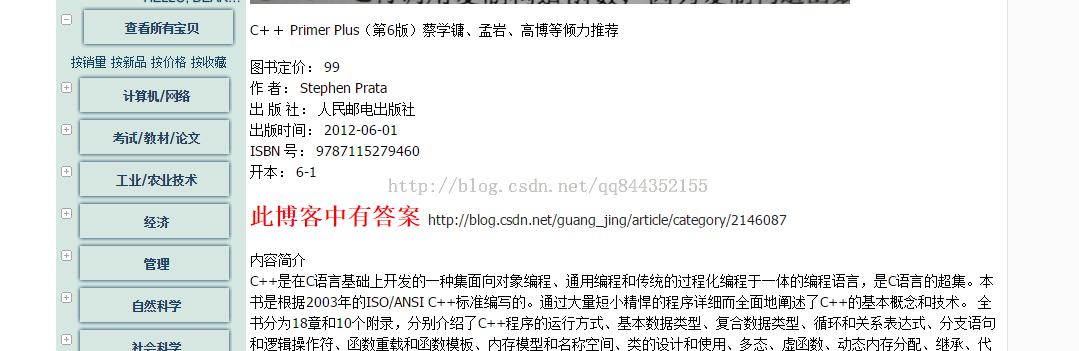 查看所有宝贝
按销量 按新品 按价格 按收藏
计算机/网络
考试/教材/论文
工业/农业技术
经济
管理
自然科学
社会科学
C++ Primer Plus（第6版）蔡学镛、孟岩、高博等倾力推荐
图书定价： 99
作 者： Stephen Prata
出 版 社： 人民邮电出版社
出版时间： 2012-06-01
ISBN 号： 9787115279460
开本： 6-1
http://blog.csdn.net/qq844352155
此博客中有答案 http://blog.csdn.net/guang_jing/article/category/2146087
内容简介
C++是在C语言基础上开发的一种集面向对象编程、通用编程和传统的过程化编程于一体的编程语言，是C语言的超集。本
书是根据2003年的ISO/ANSI C++标准编写的。通过大量短小精悍的程序详细而全面地阐述了C++的基本概念和技术。 全
书分为18章和10个附录，分别介绍了C++程序的运行方式、基本数据类型、复合数据类型、循环和关系表达式、分支语句
和逻辑操作符、函数重载和函数模板、内存模型和名称空间、类的设计和使用、多态、虚函数、动态内存分配、继承、代